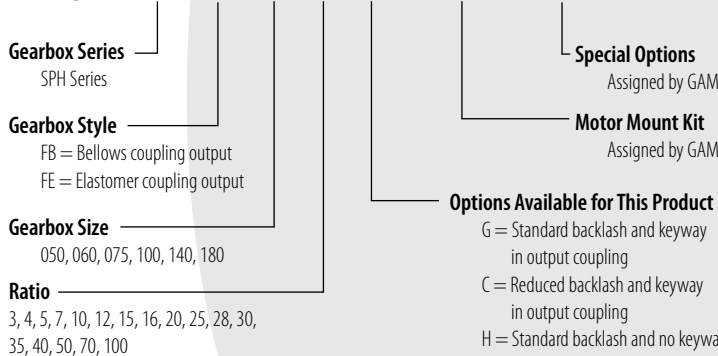 Gearbox Series
SPH Series
Gearbox Style
FB = Bellows coupling output
FE = Elastomer coupling output
Gearbox Size
050, 060, 075, 100, 140, 180
Ratio
3, 4, 5, 7, 10, 12, 15, 16, 20, 25, 28, 30,
35, 40, 50, 70, 100
Special Options
Assigned by GAM
Motor Mount Kit
Assigned by GAM
Options Available for This Product
G = Standard backlash and keyway
in output coupling
C = Reduced backlash and keyway
in output coupling
H = Standard backlash and no